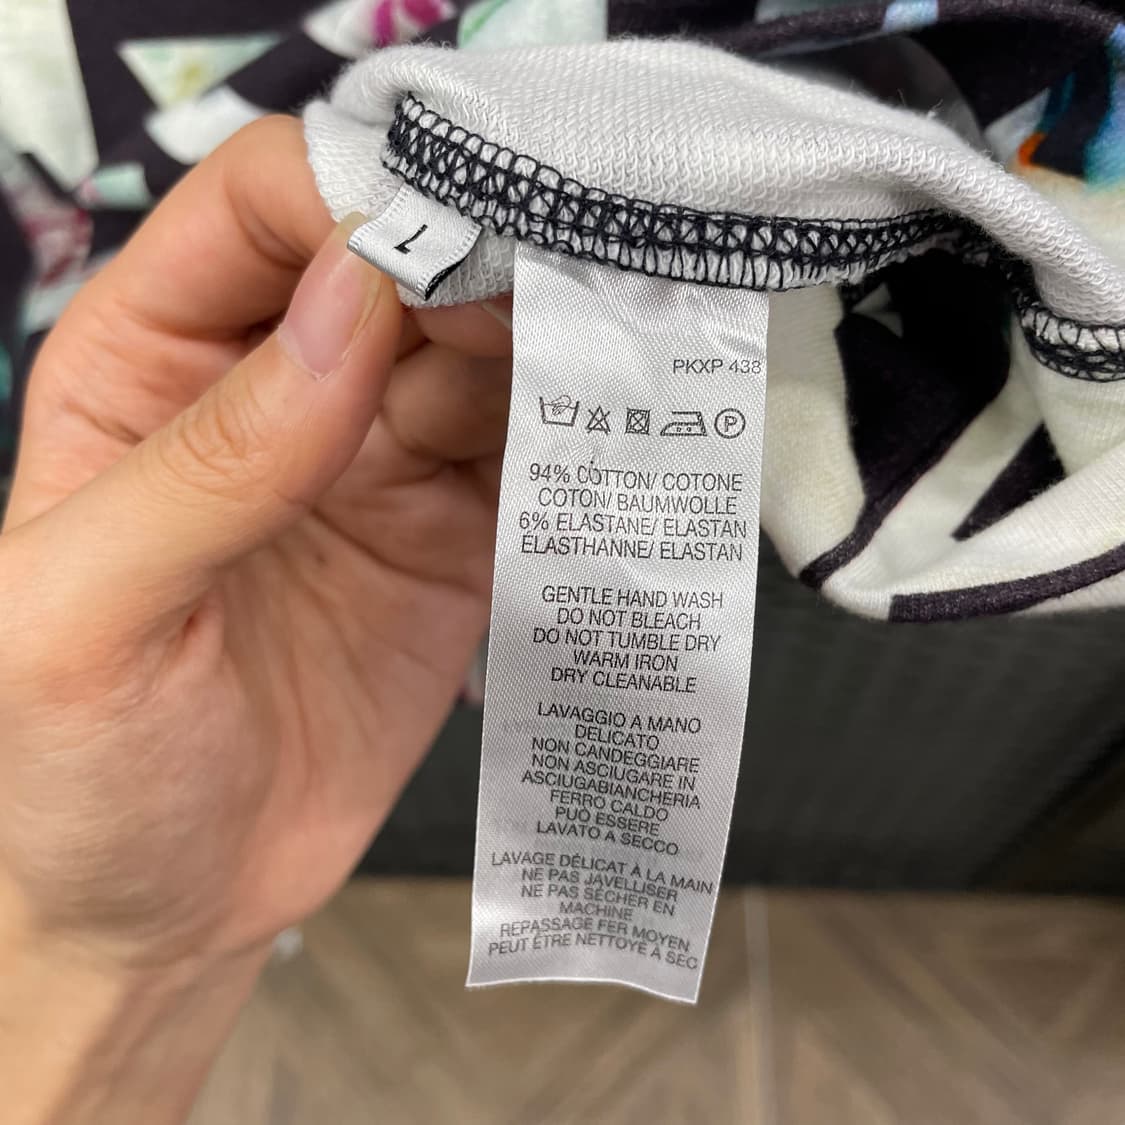 L
PKXP 438
P
94% COTTON/ COTONE
COTON/ BAUMWOLLE
6% ELASTANE/ ELASTAN
ELASTHANNE/ ELASTAN
GENTLE HAND WASH
DO NOT BLEACH
DO NOT TUMBLE DRY
WARM IRON
DRY CLEANABLE
LAVAGGIO A MANO
DELICATO
NON CANDEGGIARE
NON ASCIUGARE IN
ASCIUGABIANCHERIA
FERRO CALDO
PUÒ ESSERE
LAVATO A SECCO
LAVAGE DÉLICAT À LA MAIN
NE PAS JAVELLISER
NE PAS SÉCHER EN
MACHINE
REPASSAGE FER MOYEN
PEUT ÊTRE NETTOYÉ À SEC